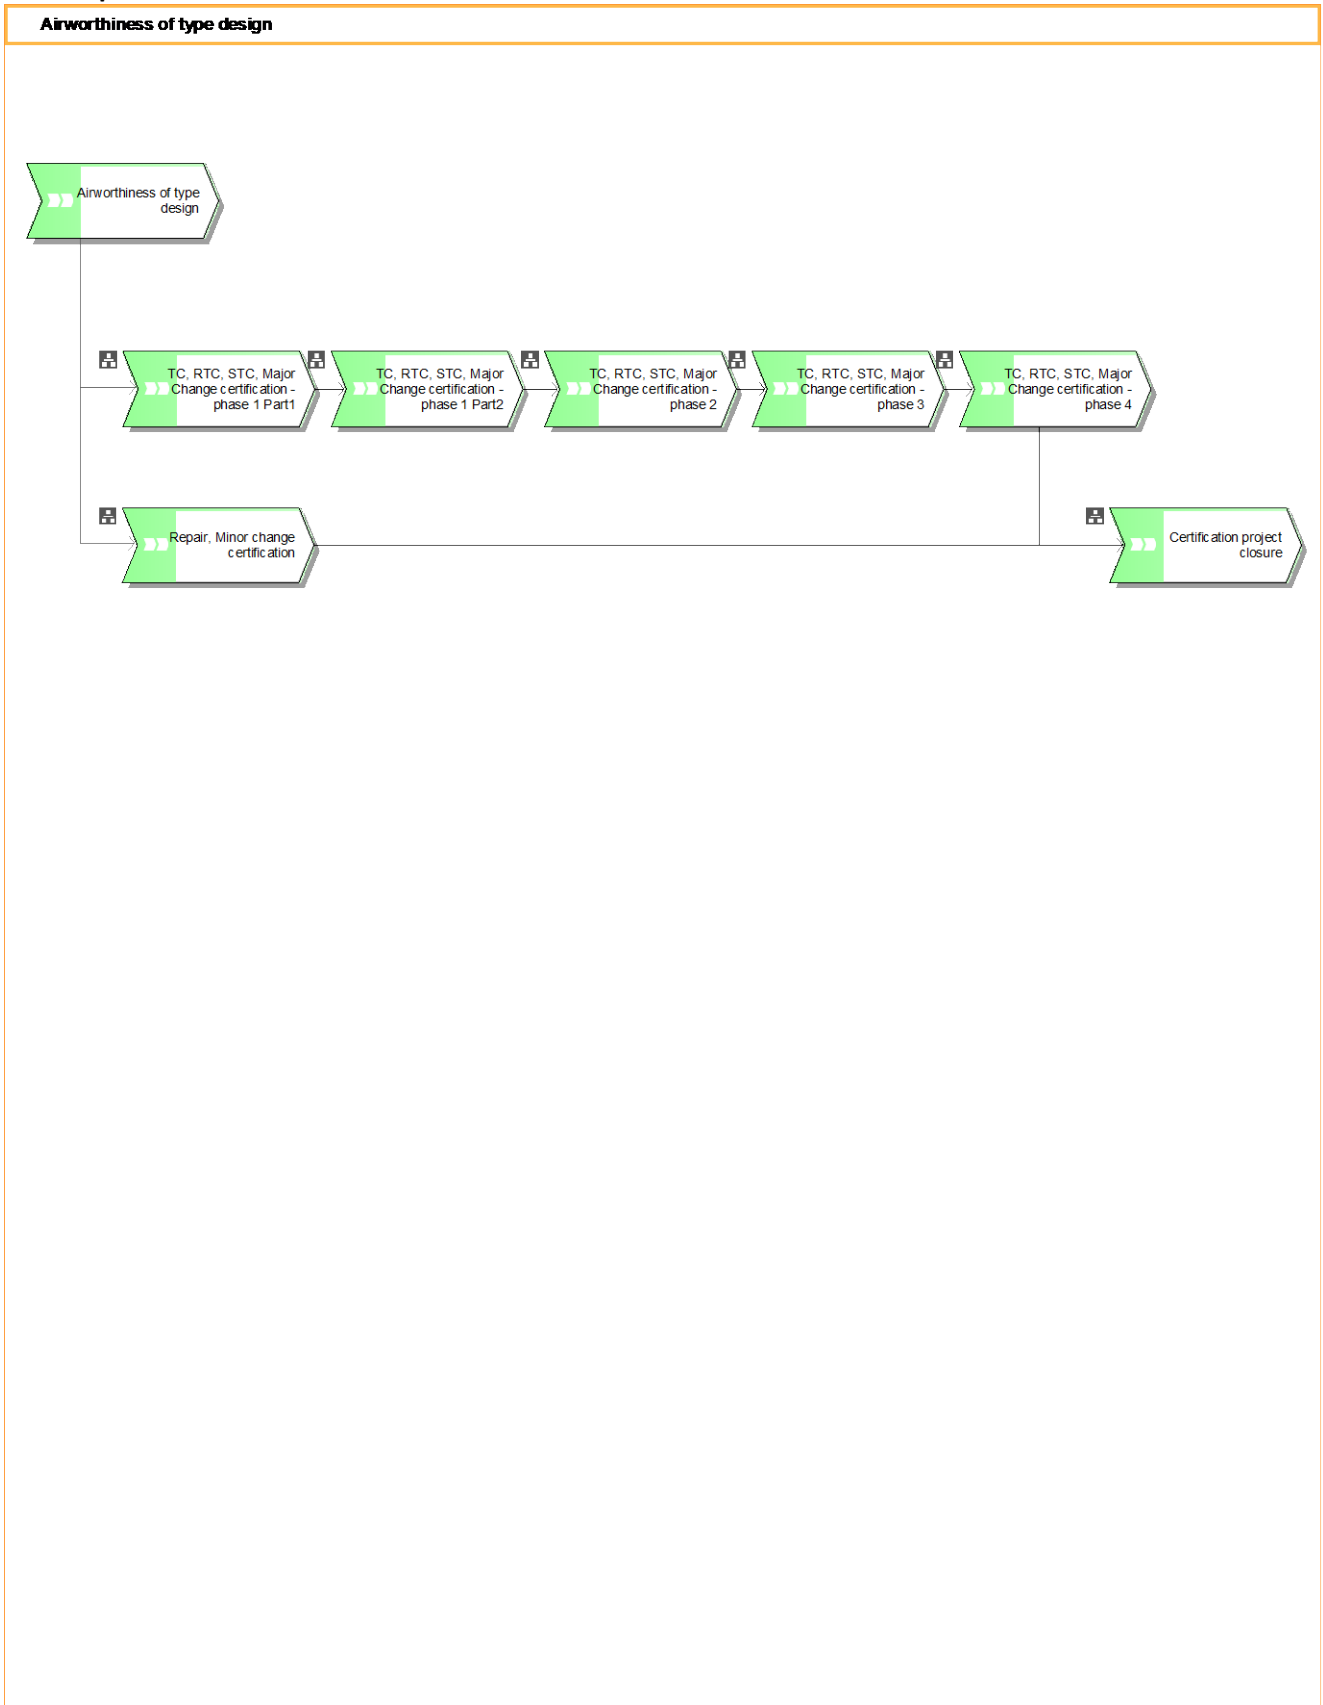 Airworthiness of type design
Airworthiness of type
design
TC, RTC, STC, Major
Change certification -
phase 1 Part1
TC, RTC, STC, Major
Change certification -
phase 1 Part2
TC, RTC, STC, Major
Change certification -
phase 2
TC, RTC, STC, Major
Change certification -
phase 3
TC, RTC, STC, Major
Change certification -
phase 4
Repair, Minor change
certification
Certification project
closure